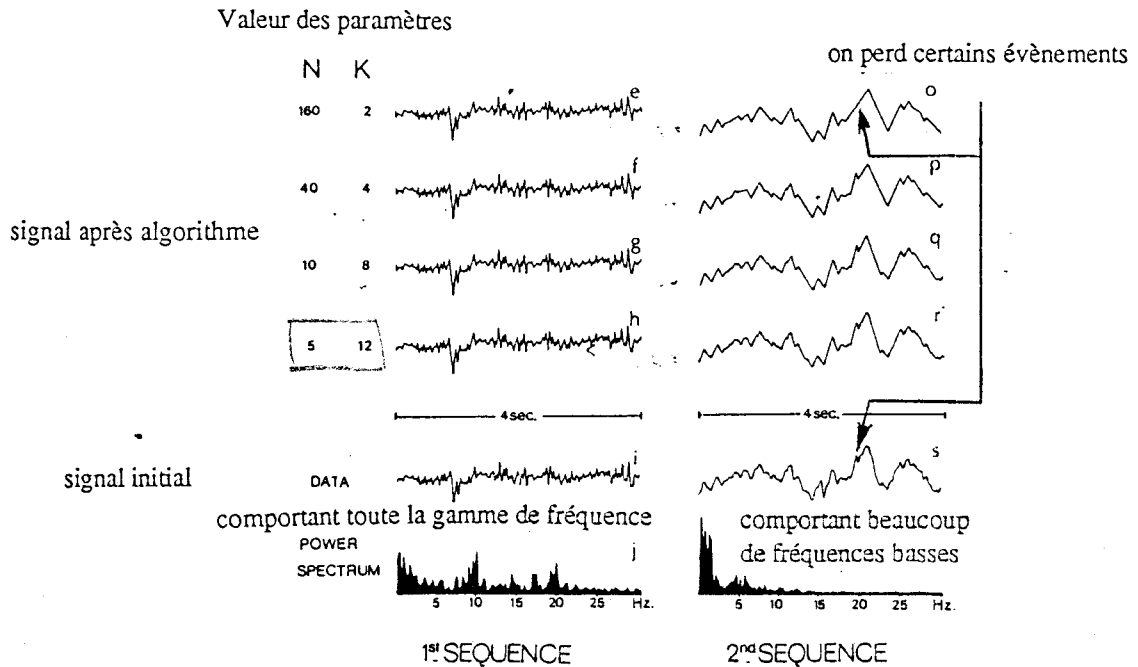 Valeur des paramètres
on perd certains évènements
N K
160 2 e o
40 4 f p
signal après algorithme
10 8 g q
5 12 h r
4 sec. 4 sec.
signal initial DATA i s
comportant toute la gamme de fréquence
comportant beaucoup
de fréquences basses
POWER
SPECTRUM
j
5 10 15 20 25 Hz. 5 10 15 20 25 Hz.
1st SEQUENCE 2nd SEQUENCE